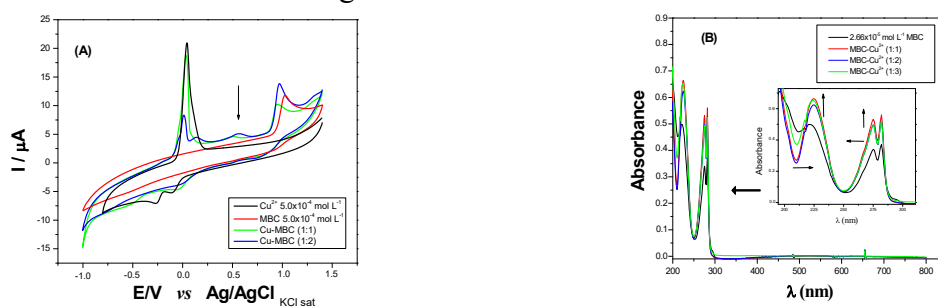 (A)
25
20
15
10
5
0
-5
-10
-15
I / µA
-1.0 -0.5 0.0 0.5 1.0 1.5
E/V vs Ag/AgCl KCl sat
Cu²⁺ 5.0x10⁻⁴ mol L⁻¹
MBC 5.0x10⁻⁴ mol L⁻¹
Cu-MBC (1:1)
Cu-MBC (1:2)
(B)
0.9
0.8
0.7
0.6
0.5
0.4
0.3
0.2
0.1
0.0
Absorbance
200 300 400 500 600 700 800
λ (nm)
2.66x10⁻⁵ mol L⁻¹ MBC
MBC-Cu²⁺ (1:1)
MBC-Cu²⁺ (1:2)
MBC-Cu²⁺ (1:3)
Absorbance
200 225 250 275 300
λ (nm)